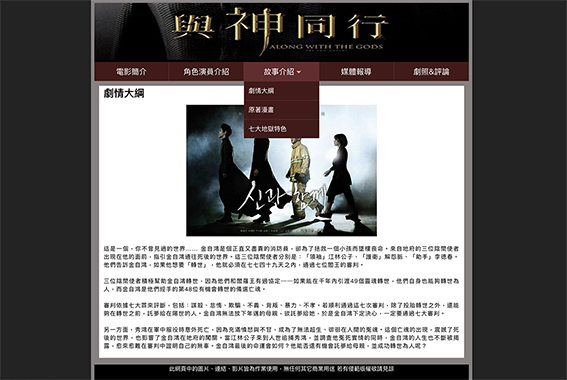 與神同行
ALONG WITH THE GODS
電影簡介 角色演員介紹 故事介紹 媒體報導 劇照&評論
劇情大綱
劇情大綱
原著漫畫
七大地獄特色
신과함께
這是一個，你不曾見過的世界…… 金自鴻是個正直又盡責的消防員，卻為了拯救一個小孩而墜樓喪命。來自地府的三位陰間使者
出現在他的面前，指引金自鴻通往死後的世界。這三位陰間使者分別是：「領袖」江林公子、「護衛」解怨脈、「助手」李德春。
他們告訴金自鴻，如果他想要「轉世」，他就必須在七七四十九天之內，通過七位閻王的審判。
三位陰間使者積極幫助金自鴻轉世，因為他們和閻羅王有過協定——如果能在千年內引渡49個靈魂轉世，他們自身也能夠轉世為
人，而金自鴻是他們經手的第48位有機會轉世的傳選亡魂。
審判依據七大罪來評斷，包括：謀殺、怠惰、欺騙、不義、背叛、暴力、不孝。若順利通過這七次審判，除了投胎轉世之外，還能
夠在轉世之前，託夢給在陽世的人。金自鴻無法放下年邁的母親，欲託夢給她，於是金自鴻下定決心，一定要通過七大審判。
另一方面，秀鴻在軍中服役時意外死亡，因為充滿憤怒與不甘，成為了無法超生、徘徊在人間的冤魂。這個亡魂的出現，震撼了死
後的世界，也影響了金自鴻在地府的闖關。當江林公子來到人世追捕秀鴻，並調查他冤死實情的同時，金自鴻的人生也不斷被揭
露，愈來愈難在審判中證明自己的無辜。金自鴻最後的命運會如何？他能否還有機會託夢給母親，並成功轉世為人呢？
此網頁中的圖片、連結、影片皆為作業使用，無任何其它商業用途 若有侵犯版權敬請見諒